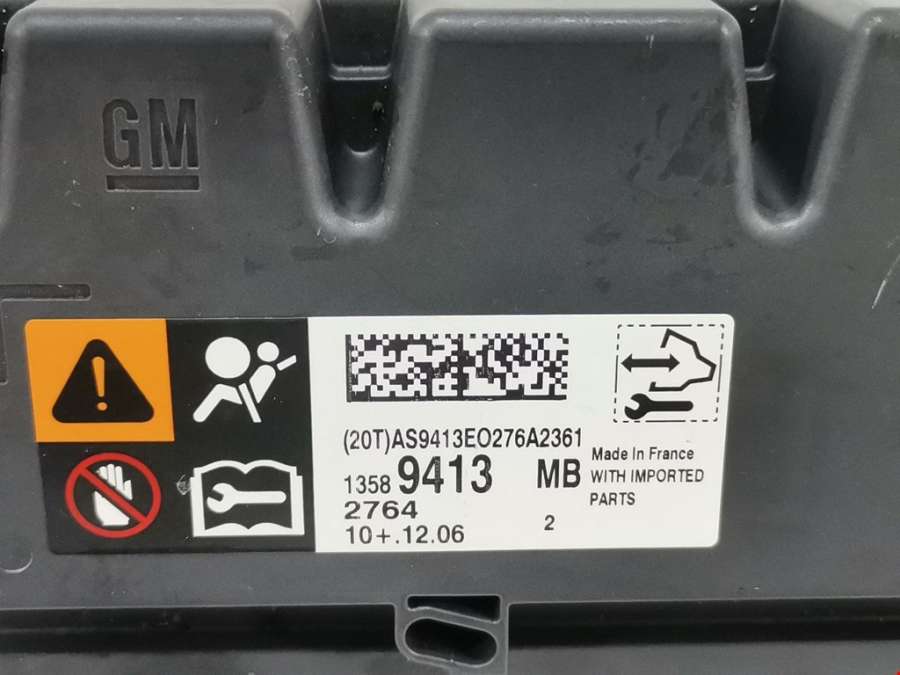 GM
(20T)AS9413EO276A2361
1358 9413 MB
2764
10+.12.06 2
Made In France
WITH IMPORTED
PARTS